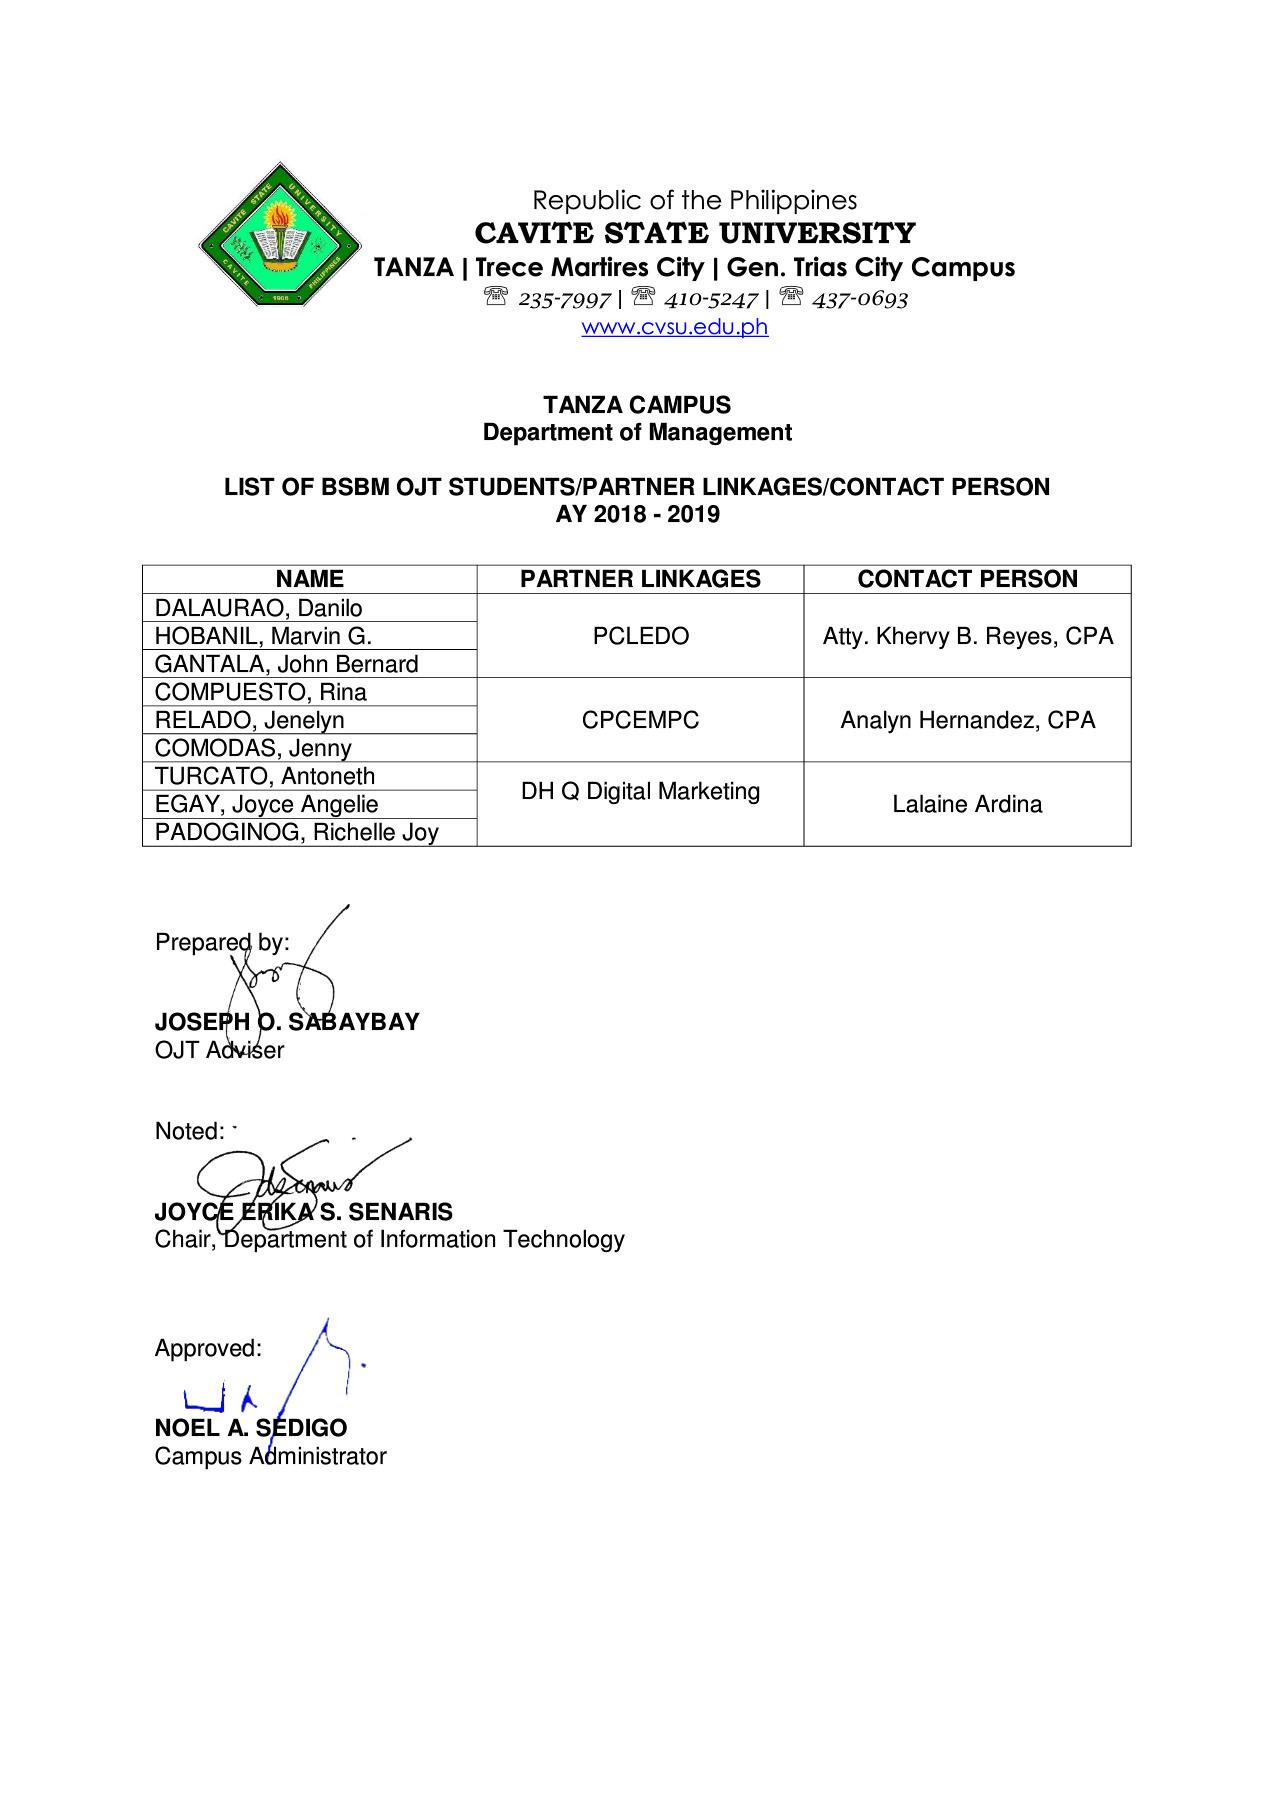 CAVITE STATE UNIVERSITY
CAVITE PHILIPPINES
1906
Republic of the Philippines
CAVITE STATE UNIVERSITY
TANZA | Trece Martires City | Gen. Trias City Campus
☏ 235-7997 | ☏ 410-5247 | ☏ 437-0693
www.cvsu.edu.ph
TANZA CAMPUS
Department of Management
LIST OF BSBM OJT STUDENTS/PARTNER LINKAGES/CONTACT PERSON
AY 2018 - 2019
NAME PARTNER LINKAGES CONTACT PERSON
DALAURAO, Danilo
HOBANIL, Marvin G. PCLEDO Atty. Khervy B. Reyes, CPA
GANTALA, John Bernard
COMPUESTO, Rina
RELADO, Jenelyn CPCEMPC Analyn Hernandez, CPA
COMODAS, Jenny
TURCATO, Antoneth
DH Q Digital Marketing
EGAY, Joyce Angelie Lalaine Ardina
PADOGINOG, Richelle Joy
Prepared by:
JOSEPH O. SABAYBAY
OJT Adviser
Noted:
JOYCE ERIKA S. SENARIS
Chair, Department of Information Technology
Approved:
NOEL A. SEDIGO
Campus Administrator